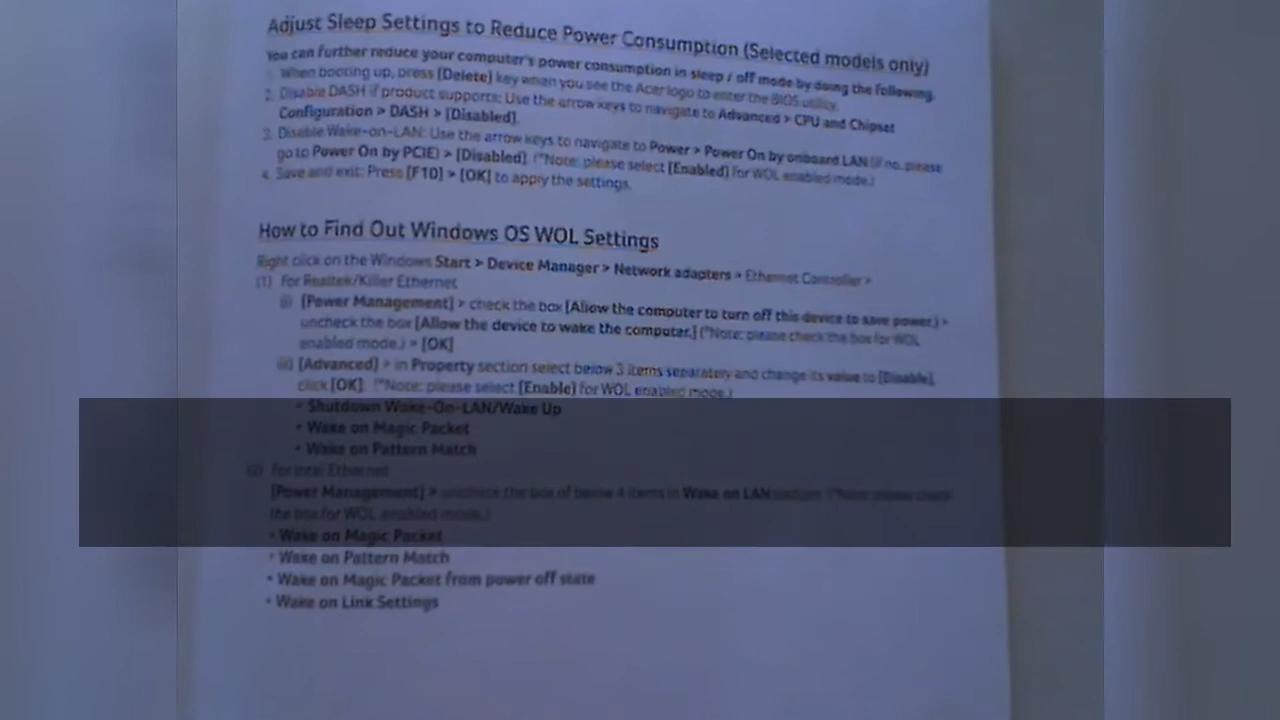 Adjust Sleep Settings to Reduce Power Consumption (Selected models only)
You can further reduce your computer's power consumption in sleep / off mode by doing the following.
1. When booting up, press [Delete] key when you see the Acer logo to enter the BIOS utility.
2. Disable DASH if product supports: Use the arrow keys to navigate to Advanced > CPU and Chipset
Configuration > DASH > [Disabled].
3. Disable Wake-on-LAN: Use the arrow keys to navigate to Power > Power On by onboard LAN (if no, please
go to Power On by PCIE) > [Disabled]. (*Note: please select [Enabled] for WOL enabled mode.)
4. Save and exit: Press [F10] > [OK] to apply the settings.
How to Find Out Windows OS WOL Settings
Right click on the Windows Start > Device Manager > Network adapters > Ethernet Controller >
(1) For Realtek/Killer Ethernet
(i) [Power Management] > check the box [Allow the computer to turn off this device to save power.] >
uncheck the box [Allow the device to wake the computer.] (*Note: please check the box for WOL
enabled mode.) > [OK]
(ii) [Advanced] > in Property section select below 3 items separately and change its value to [Disable],
click [OK]. (*Note: please select [Enable] for WOL enabled mode.)
• Shutdown Wake-On-LAN/Wake Up
• Wake on Magic Packet
• Wake on Pattern Match
(2) For Intel Ethernet
[Power Management] > uncheck the box of below 4 items in Wake on LAN section. (*Note: please check
the box for WOL enabled mode.)
• Wake on Magic Packet
• Wake on Pattern Match
• Wake on Magic Packet from power off state
• Wake on Link Settings